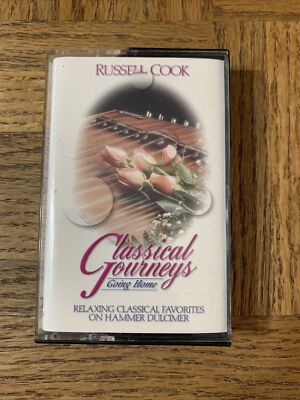 RUSSELL COOK
Classical
Journeys
Going Home
RELAXING CLASSICAL FAVORITES
ON HAMMER DULCIMER